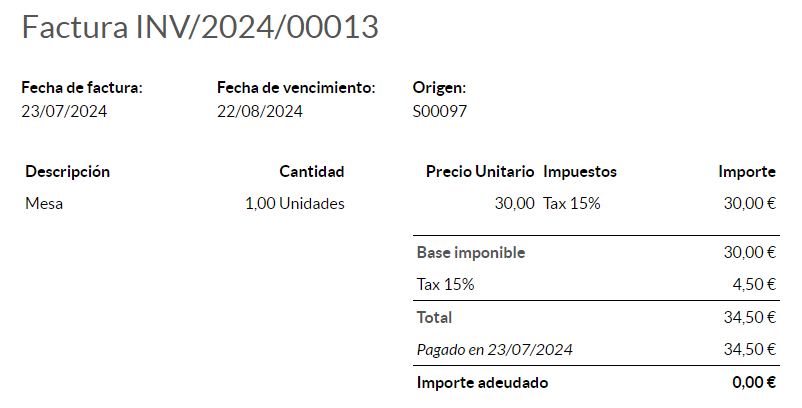 Factura INV/2024/00013
Fecha de factura: Fecha de vencimiento: Origen:
23/07/2024 22/08/2024 S00097
Descripción Cantidad Precio Unitario Impuestos Importe
Mesa 1,00 Unidades 30,00 Tax 15% 30,00 €
Base imponible 30,00 €
Tax 15% 4,50 €
Total 34,50 €
Pagado en 23/07/2024 34,50 €
Importe adeudado 0,00 €